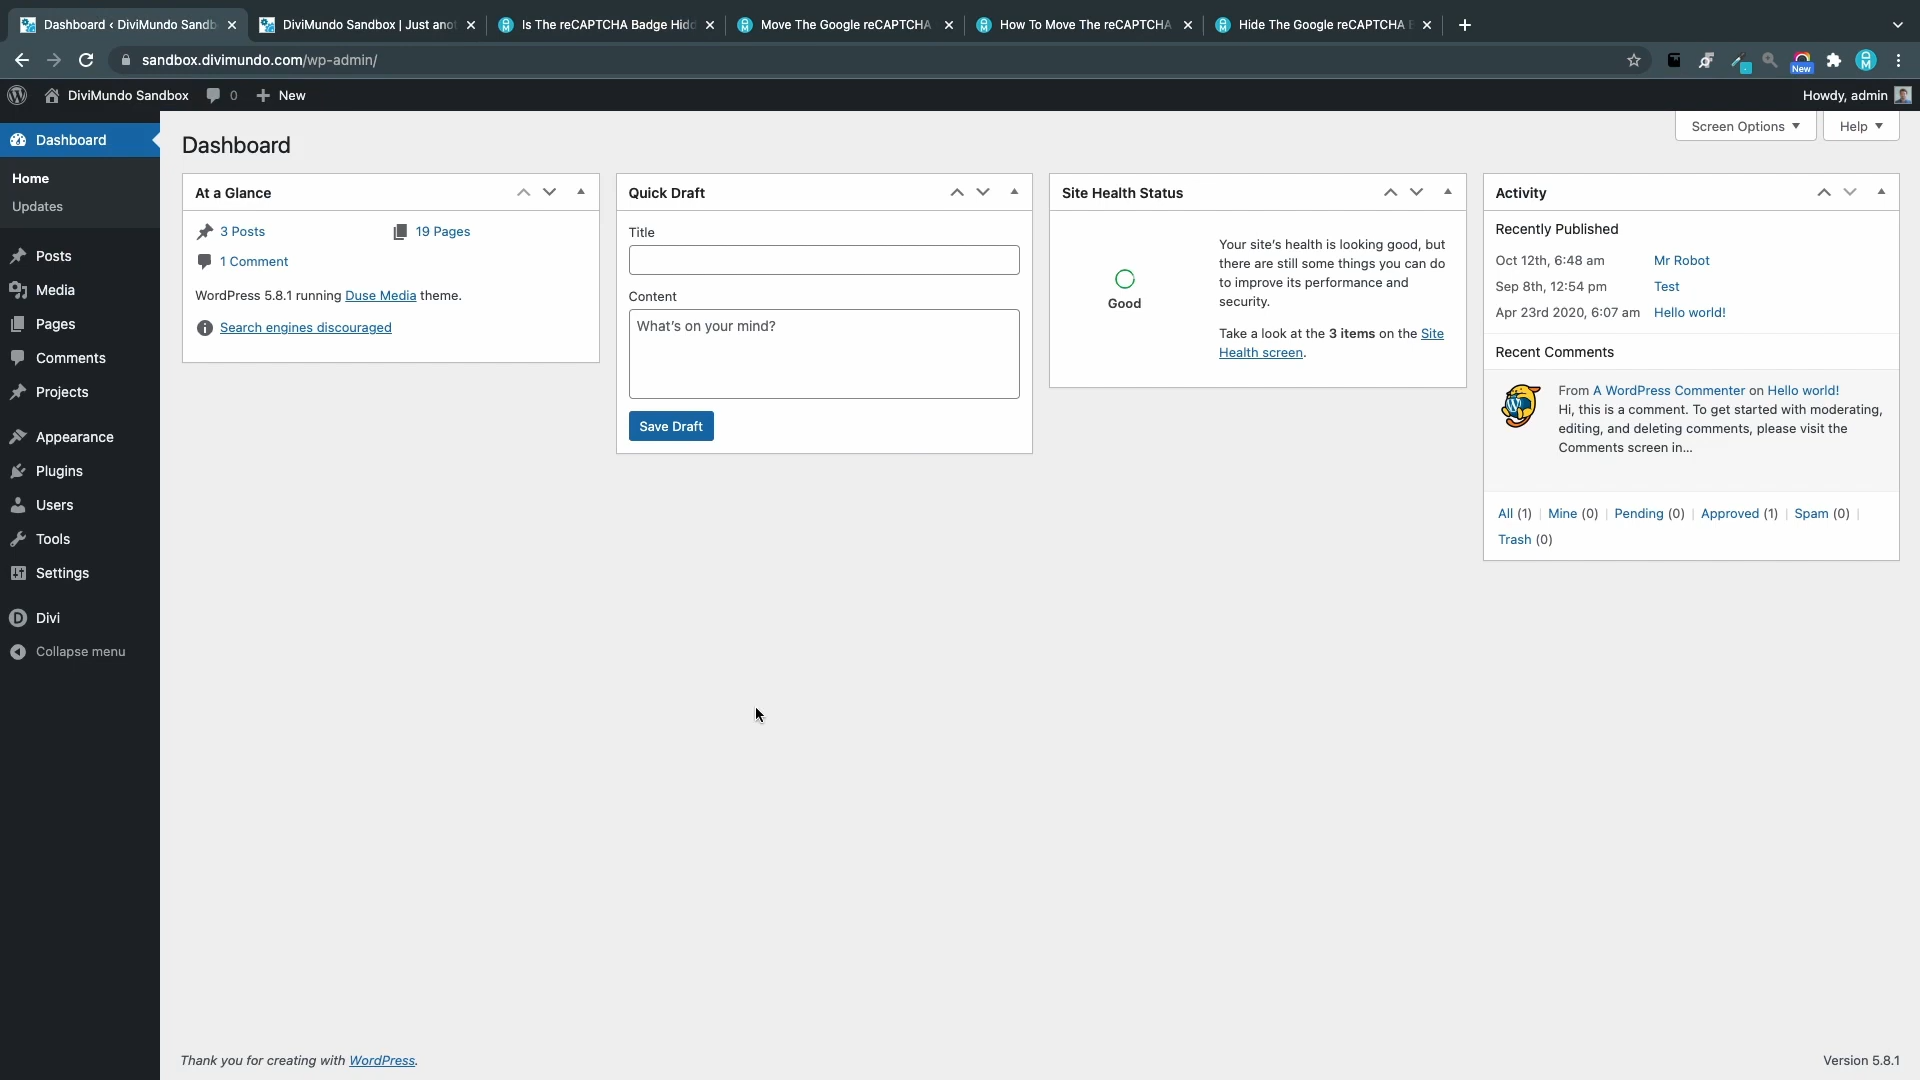 Dashboard ‹ DiviMundo Sandb
DiviMundo Sandbox | Just ano
Is The reCAPTCHA Badge Hidd
Move The Google reCAPTCHA
How To Move The reCAPTCHA
Hide The Google reCAPTCHA
sandbox.divimundo.com/wp-admin/
New
DiviMundo Sandbox
0
New
Howdy, admin
Dashboard
Home
Updates
Posts
Media
Pages
Comments
Projects
Appearance
Plugins
Users
Tools
Settings
Divi
Collapse menu
Screen Options
Help
Dashboard
At a Glance
3 Posts
19 Pages
1 Comment
WordPress 5.8.1 running Duse Media theme.
Search engines discouraged
Quick Draft
Title
Content
What's on your mind?
Save Draft
Site Health Status
Good
Your site's health is looking good, but
there are still some things you can do
to improve its performance and
security.
Take a look at the 3 items on the Site
Health screen.
Activity
Recently Published
Oct 12th, 6:48 am Mr Robot
Sep 8th, 12:54 pm Test
Apr 23rd 2020, 6:07 am Hello world!
Recent Comments
From A WordPress Commenter on Hello world!
Hi, this is a comment. To get started with moderating,
editing, and deleting comments, please visit the
Comments screen in…
All (1) | Mine (0) | Pending (0) | Approved (1) | Spam (0) |
Trash (0)
Thank you for creating with WordPress.
Version 5.8.1